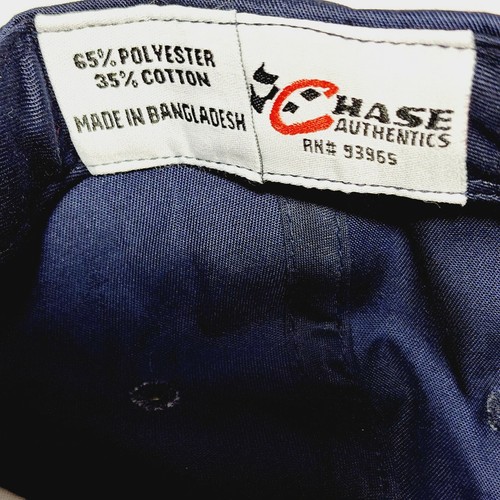 65% POLYESTER
35% COTTON
MADE IN BANGLADESH
CHASE
AUTHENTICS
RN# 93965